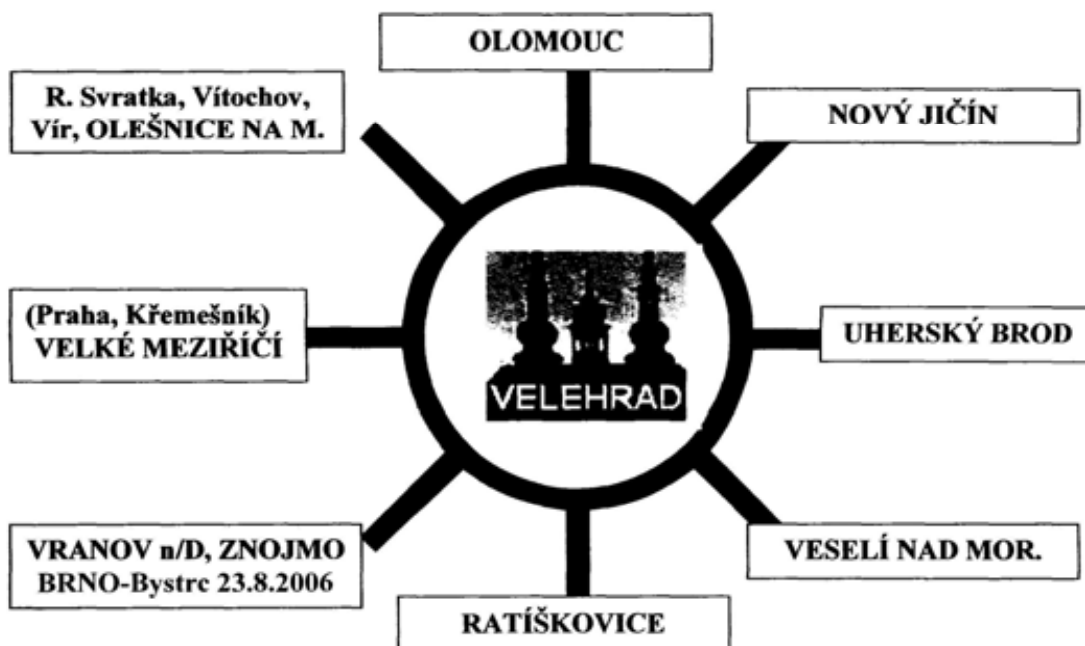 OLOMOUC
R. Svratka, Vítochov,
Vír, OLEŠNICE NA M.
NOVÝ JIČÍN
(Praha, Křemešník)
VELKÉ MEZIŘÍČÍ
VELEHRAD
UHERSKÝ BROD
VRANOV n/D, ZNOJMO
BRNO-Bystrc 23.8.2006
VESELÍ NAD MOR.
RATÍŠKOVICE